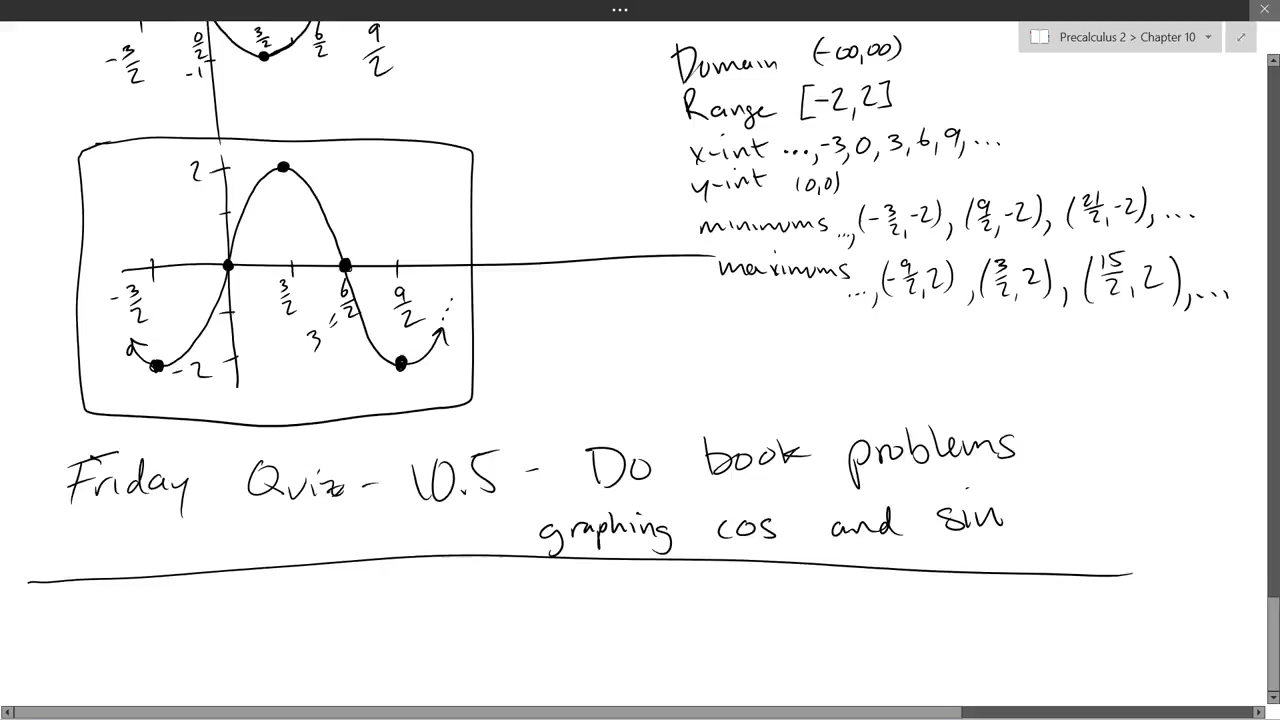 ...
Precalculus 2 > Chapter 10
-3/2 0/2 3/2 6/2 9/2
-1
Domain (-∞,∞)
Range [-2,2]
x-int ...,-3,0,3,6,9,...
y-int (0,0)
minimums ...,(-3/2,-2), (9/2,-2), (21/2,-2),...
maximums ...,(-9/2,2),(3/2,2),(15/2,2),...
2
-3/2 3/2 6/2 9/2
3 =
-2
Friday Quiz - 10.5 - Do book problems
graphing cos and sin